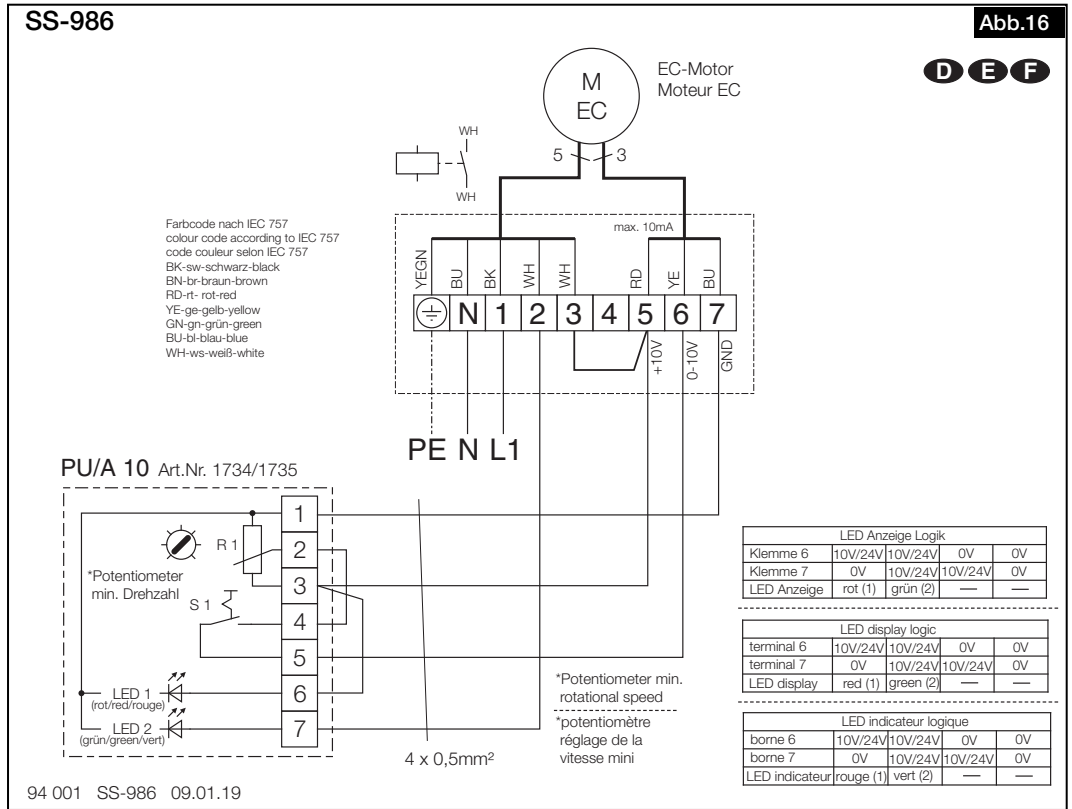 SS-986
Abb.16
D E F
M
EC
EC-Motor
Moteur EC
5
3
WH
WH
Farbcode nach IEC 757
colour code according to IEC 757
code couleur selon IEC 757
BK-sw-schwarz-black
BN-br-braun-brown
RD-rt- rot-red
YE-ge-gelb-yellow
GN-gn-grün-green
BU-bl-blau-blue
WH-ws-weiß-white
max. 10mA
YEGN BU BK WH WH RD YE BU
N 1 2 3 4 5 6 7
+10V 0-10V GND
PE N L1
PU/A 10 Art.Nr. 1734/1735
1
2
3
4
5
6
7
R 1
*Potentiometer
min. Drehzahl
S 1
LED 1
(rot/red/rouge)
LED 2
(grün/green/vert)
4 x 0,5mm²
*Potentiometer min.
rotational speed
*potentiomètre
réglage de la
vitesse mini
LED Anzeige Logik
Klemme 6 10V/24V 10V/24V 0V 0V
Klemme 7 0V 10V/24V 10V/24V 0V
LED Anzeige rot (1) grün (2) — —
LED display logic
terminal 6 10V/24V 10V/24V 0V 0V
terminal 7 0V 10V/24V 10V/24V 0V
LED display red (1) green (2) — —
LED indicateur logique
borne 6 10V/24V 10V/24V 0V 0V
borne 7 0V 10V/24V 10V/24V 0V
LED indicateur rouge (1) vert (2) — —
94 001 SS-986 09.01.19